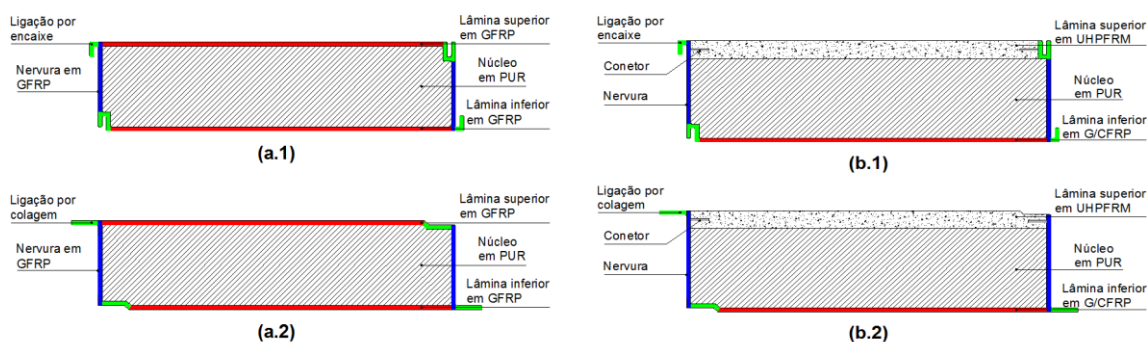 Ligação por
encaixe
Nervura em
GFRP
Lâmina superior
em GFRP
Núcleo
em PUR
Lâmina inferior
em GFRP
(a.1)
Ligação por
encaixe
Conetor
Nervura
Lâmina superior
em UHPFRM
Núcleo
em PUR
Lâmina inferior
em G/CFRP
(b.1)
Ligação por
colagem
Nervura em
GFRP
Lâmina superior
em GFRP
Núcleo
em PUR
Lâmina inferior
em GFRP
(a.2)
Ligação por
colagem
Conetor
Nervura
Lâmina superior
em UHPFRM
Núcleo
em PUR
Lâmina inferior
em G/CFRP
(b.2)